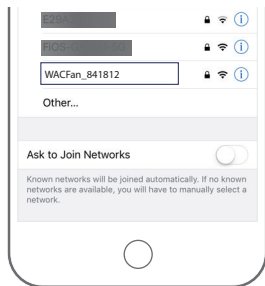 WACFan_841812
Other...
Ask to Join Networks
Known networks will be joined automatically. If no known
networks are available, you will have to manually select a
network.